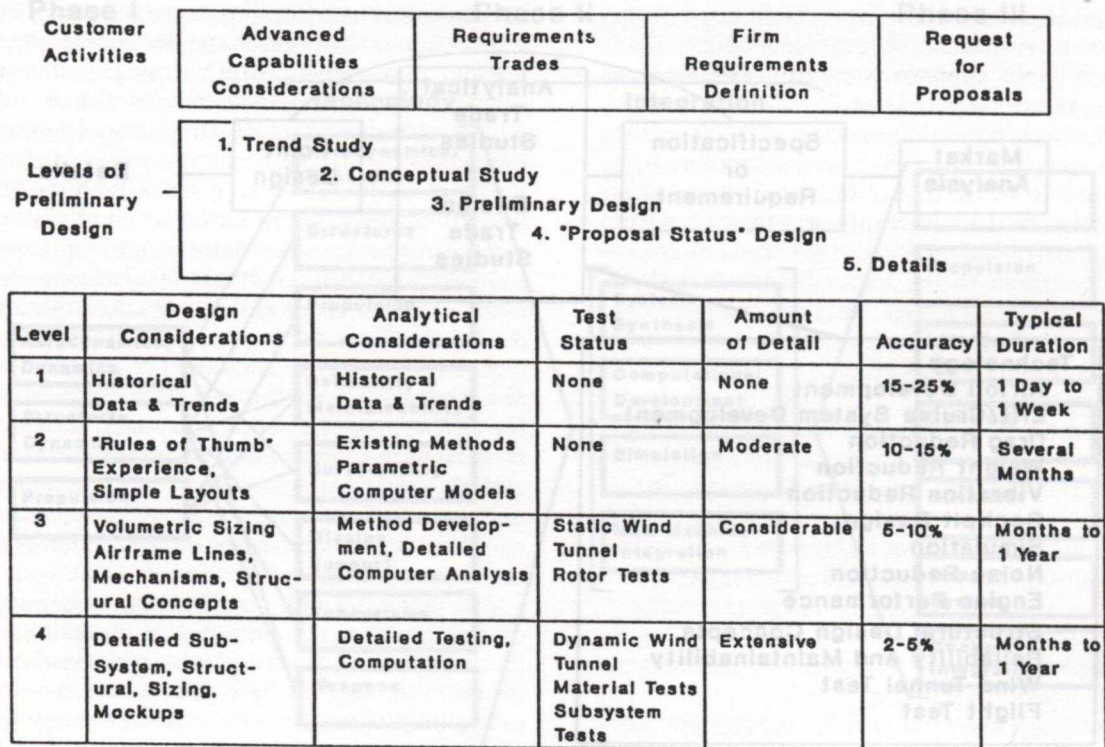 Customer
Activities
Advanced
Capabilities
Considerations
Requirements
Trades
Firm
Requirements
Definition
Request
for
Proposals
Levels of
Preliminary
Design
1. Trend Study
2. Conceptual Study
3. Preliminary Design
4. "Proposal Status" Design
5. Details
Level
Design
Considerations
Analytical
Considerations
Test
Status
Amount
of Detail
Accuracy
Typical
Duration
1
Historical
Data & Trends
Historical
Data & Trends
None
None
15-25%
1 Day to
1 Week
2
"Rules of Thumb"
Experience,
Simple Layouts
Existing Methods
Parametric
Computer Models
None
Moderate
10-15%
Several
Months
3
Volumetric Sizing
Airframe Lines,
Mechanisms, Struc-
ural Concepts
Method Develop-
ment, Detailed
Computer Analysis
Static Wind
Tunnel
Rotor Tests
Considerable
5-10%
Months to
1 Year
4
Detailed Sub-
System, Struct-
ural, Sizing,
Mockups
Detailed Testing,
Computation
Dynamic Wind
Tunnel
Material Tests
Subsystem
Tests
Extensive
2-5%
Months to
1 Year